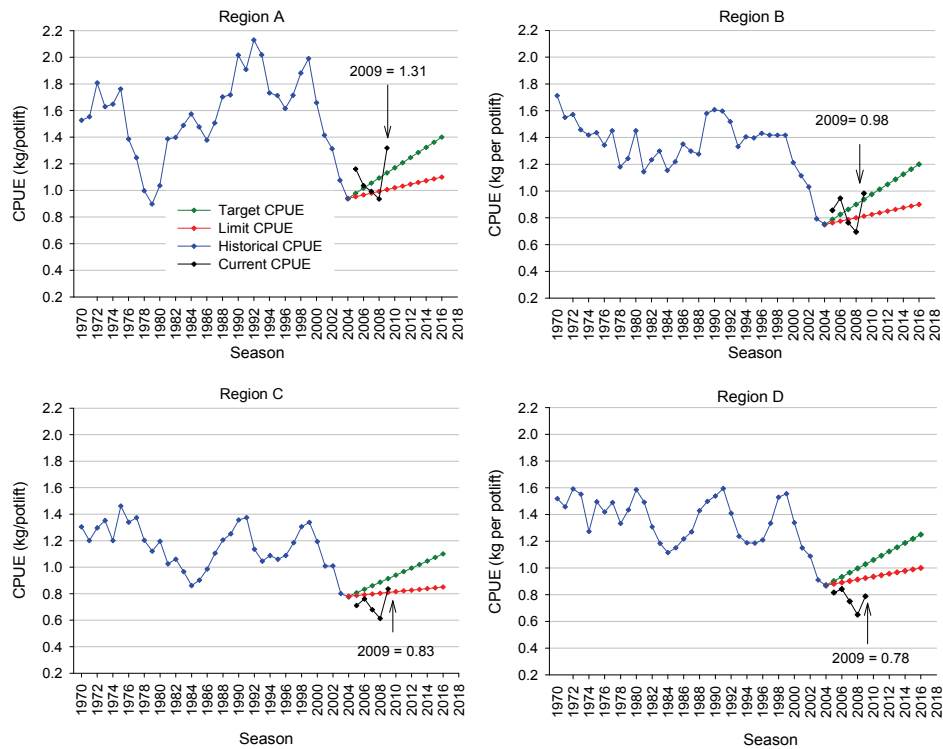 Region A
2.2
2.0
1.8
1.6
1.4
1.2
1.0
0.8
0.6
0.4
0.2
CPUE (kg/potlift)
2009 = 1.31
Target CPUE
Limit CPUE
Historical CPUE
Current CPUE
1970 1972 1974 1976 1978 1980 1982 1984 1986 1988 1990 1992 1994 1996 1998 2000 2002 2004 2006 2008 2010 2012 2014 2016 2018
Season
Region B
2.2
2.0
1.8
1.6
1.4
1.2
1.0
0.8
0.6
0.4
0.2
CPUE (kg per potlift)
2009= 0.98
1970 1972 1974 1976 1978 1980 1982 1984 1986 1988 1990 1992 1994 1996 1998 2000 2002 2004 2006 2008 2010 2012 2014 2016 2018
Season
Region C
2.2
2.0
1.8
1.6
1.4
1.2
1.0
0.8
0.6
0.4
0.2
CPUE (kg/potlift)
2009 = 0.83
1970 1972 1974 1976 1978 1980 1982 1984 1986 1988 1990 1992 1994 1996 1998 2000 2002 2004 2006 2008 2010 2012 2014 2016 2018
Season
Region D
2.2
2.0
1.8
1.6
1.4
1.2
1.0
0.8
0.6
0.4
0.2
CPUE (kg per potlift)
2009 = 0.78
1970 1972 1974 1976 1978 1980 1982 1984 1986 1988 1990 1992 1994 1996 1998 2000 2002 2004 2006 2008 2010 2012 2014 2016 2018
Season